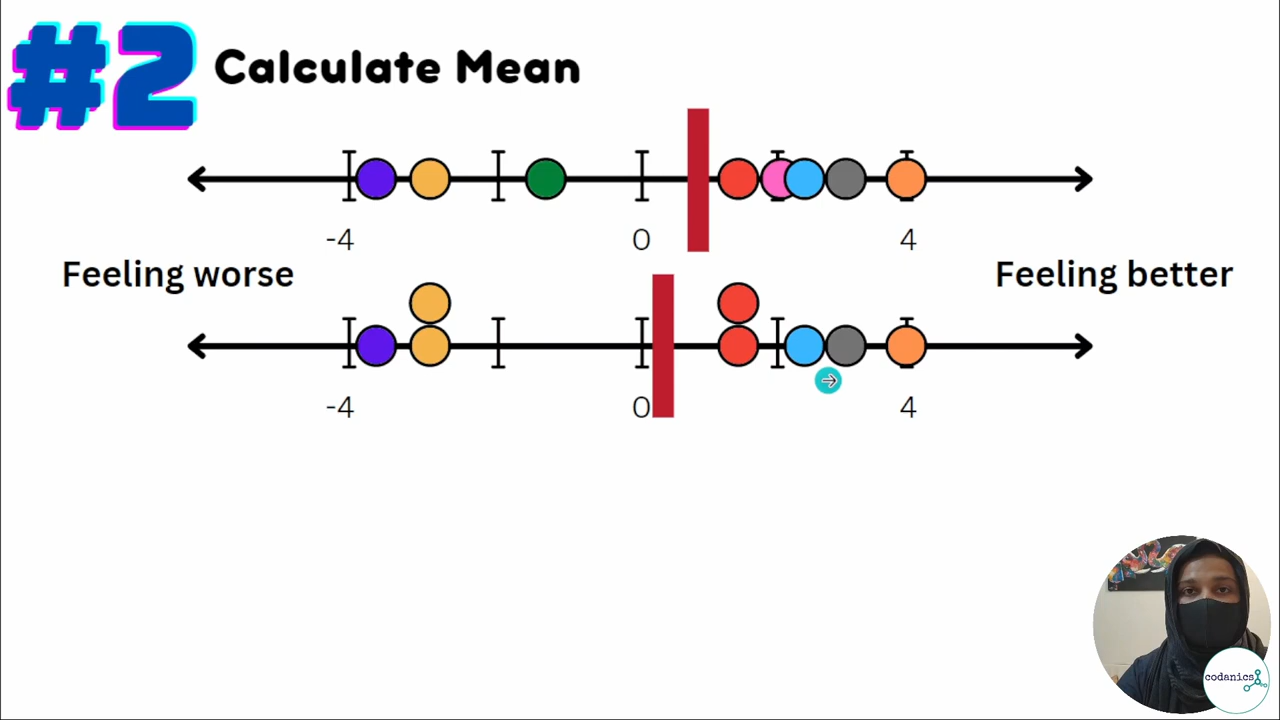 #2 Calculate Mean
-4 0 4
Feeling worse Feeling better
-4 0 4
codanics